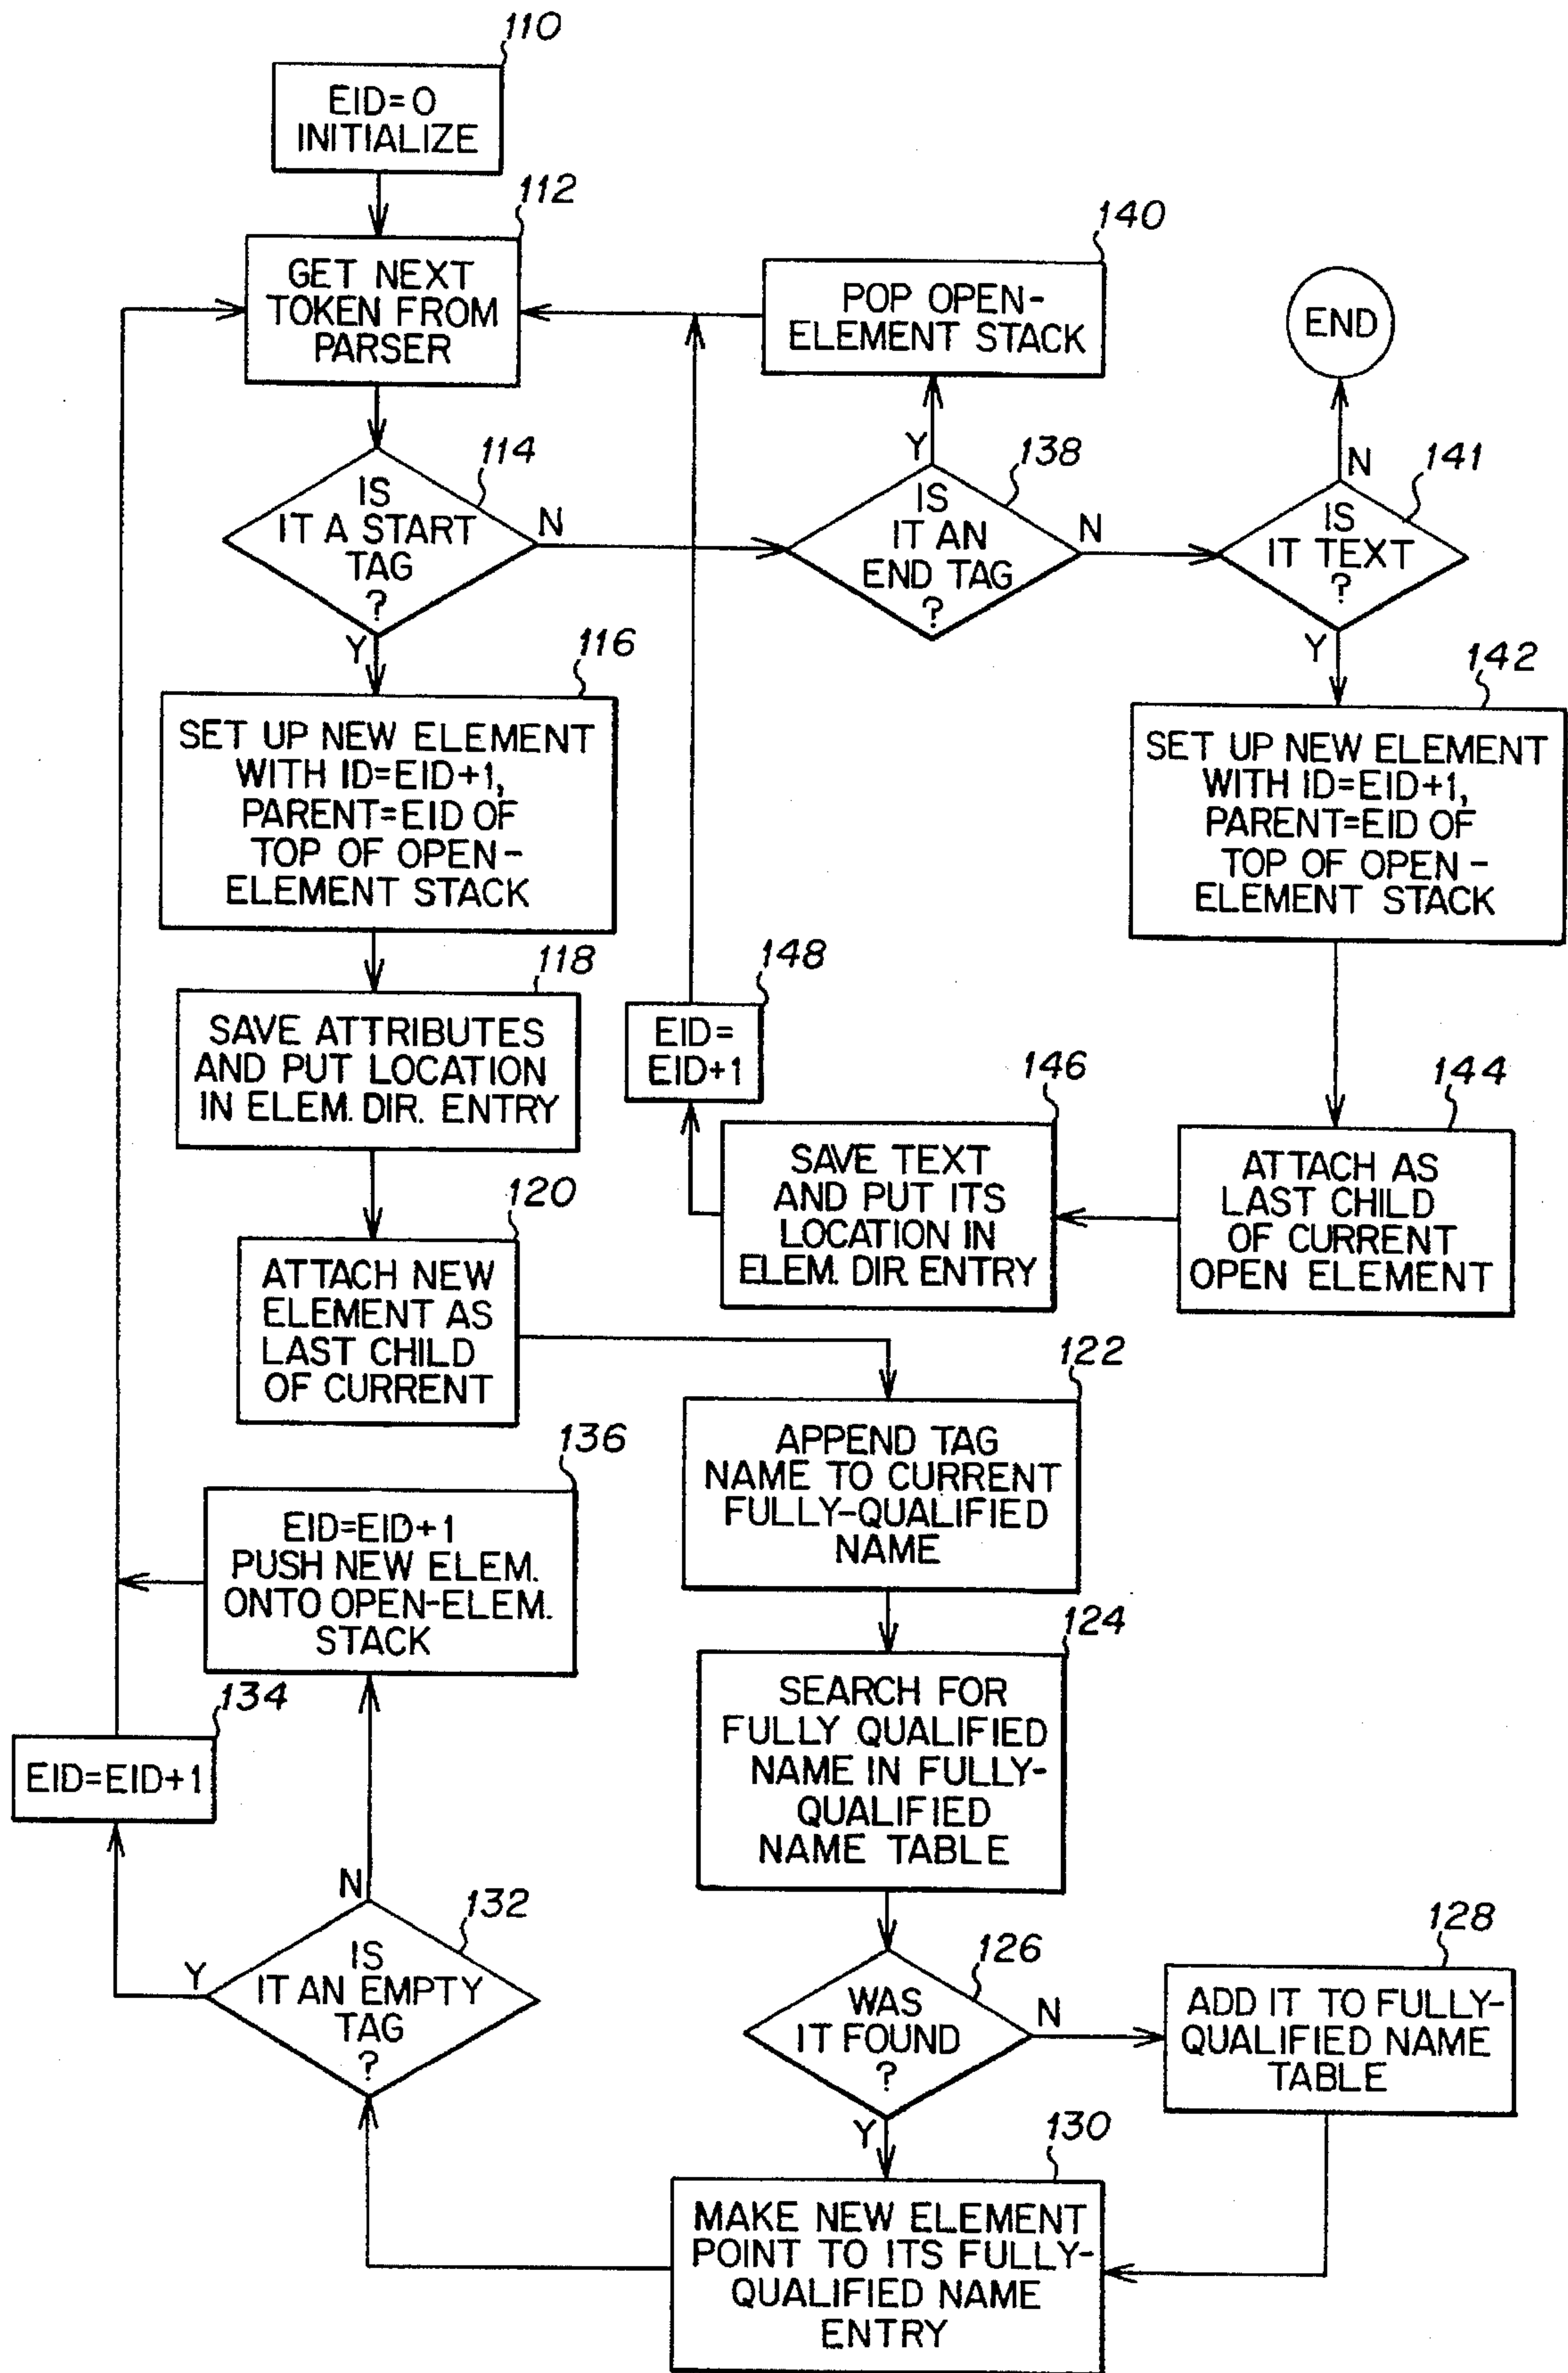 110
EID=0
INITIALIZE
112
GET NEXT
TOKEN FROM
PARSER
140
POP OPEN-
ELEMENT STACK
END
114
IS
IT A START
TAG
?
N
Y
138
Y
IS
IT AN
END TAG
?
N
141
N
IS
IT TEXT
?
Y
116
SET UP NEW ELEMENT
WITH ID=EID+1,
PARENT=EID OF
TOP OF OPEN-
ELEMENT STACK
142
SET UP NEW ELEMENT
WITH ID=EID+1,
PARENT=EID OF
TOP OF OPEN-
ELEMENT STACK
118
SAVE ATTRIBUTES
AND PUT LOCATION
IN ELEM. DIR. ENTRY
148
EID=
EID+1
146
SAVE TEXT
AND PUT ITS
LOCATION IN
ELEM. DIR ENTRY
144
ATTACH AS
LAST CHILD
OF CURRENT
OPEN ELEMENT
120
ATTACH NEW
ELEMENT AS
LAST CHILD
OF CURRENT
122
APPEND TAG
NAME TO CURRENT
FULLY-QUALIFIED
NAME
136
EID=EID+1
PUSH NEW ELEM.
ONTO OPEN-ELEM.
STACK
124
SEARCH FOR
FULLY QUALIFIED
NAME IN FULLY-
QUALIFIED
NAME TABLE
134
EID=EID+1
N
132
Y
IS
IT AN EMPTY
TAG
?
126
WAS
IT FOUND
?
N
Y
128
ADD IT TO FULLY-
QUALIFIED NAME
TABLE
130
MAKE NEW ELEMENT
POINT TO ITS FULLY-
QUALIFIED NAME
ENTRY